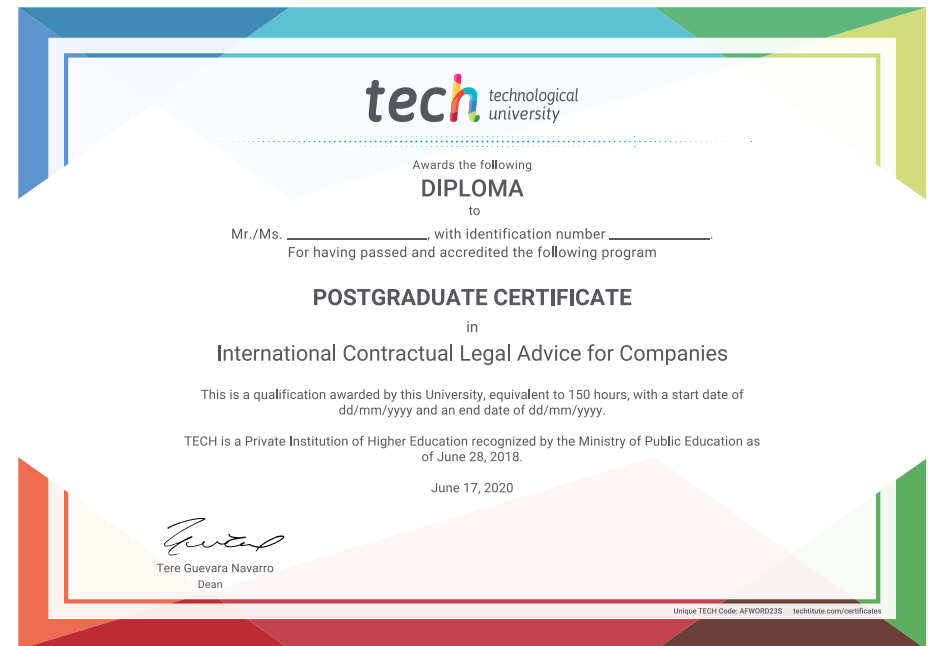 tech technological
university
Awards the following
DIPLOMA
to
Mr./Ms. ____________________, with identification number ______________.
For having passed and accredited the following program
POSTGRADUATE CERTIFICATE
in
International Contractual Legal Advice for Companies
This is a qualification awarded by this University, equivalent to 150 hours, with a start date of
dd/mm/yyyy and an end date of dd/mm/yyyy.
TECH is a Private Institution of Higher Education recognized by the Ministry of Public Education as
of June 28, 2018.
June 17, 2020
Tere Guevara Navarro
Dean
Unique TECH Code: AFWORD23S techtitute.com/certificates